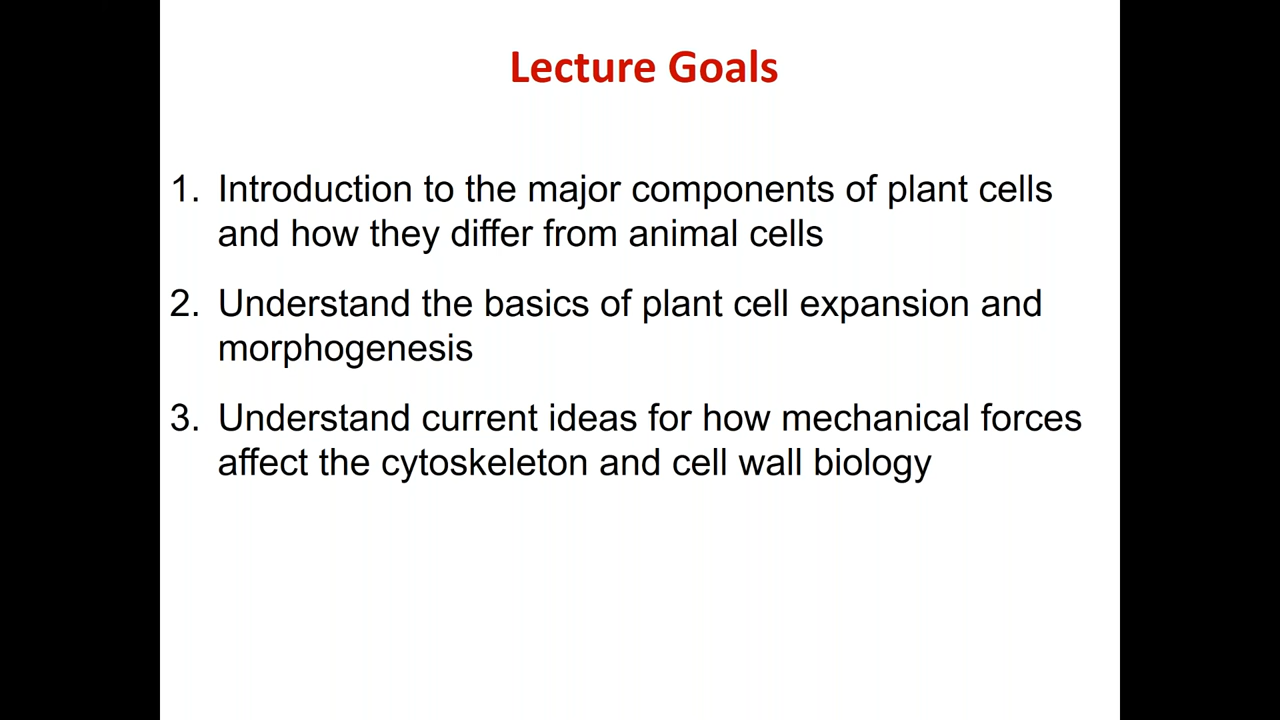 Lecture Goals
1. Introduction to the major components of plant cells
and how they differ from animal cells
2. Understand the basics of plant cell expansion and
morphogenesis
3. Understand current ideas for how mechanical forces
affect the cytoskeleton and cell wall biology